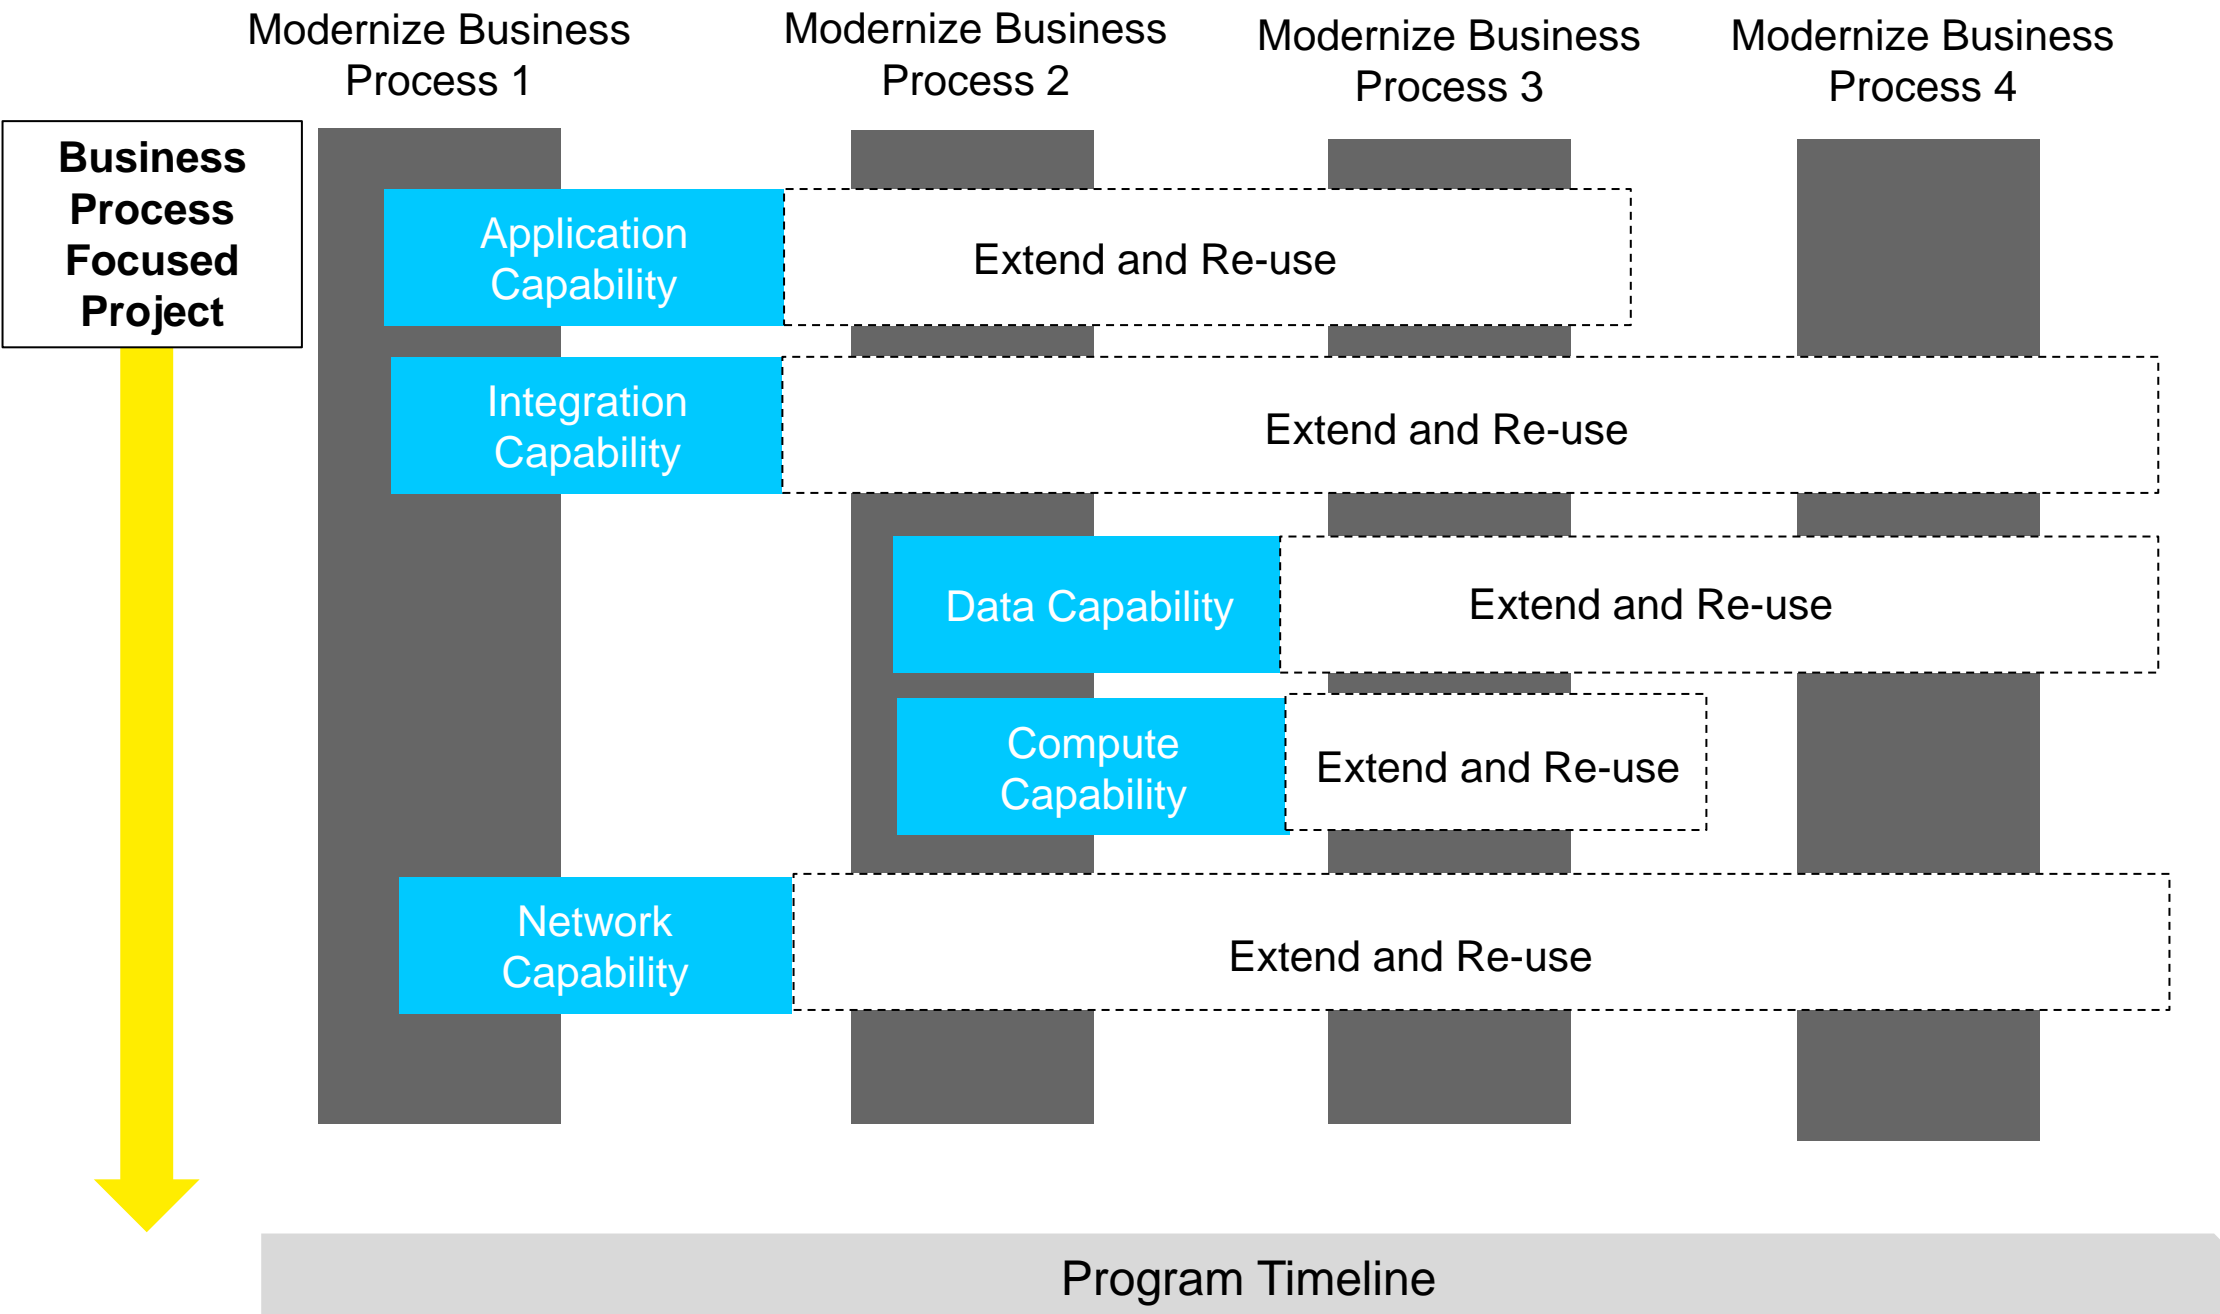 Modernize Business
Process 1
Modernize Business
Process 2
Modernize Business
Process 3
Modernize Business
Process 4
Business
Process
Focused
Project
Application
Capability
Extend and Re-use
Integration
Capability
Extend and Re-use
Data Capability
Extend and Re-use
Compute
Capability
Extend and Re-use
Network
Capability
Extend and Re-use
Program Timeline